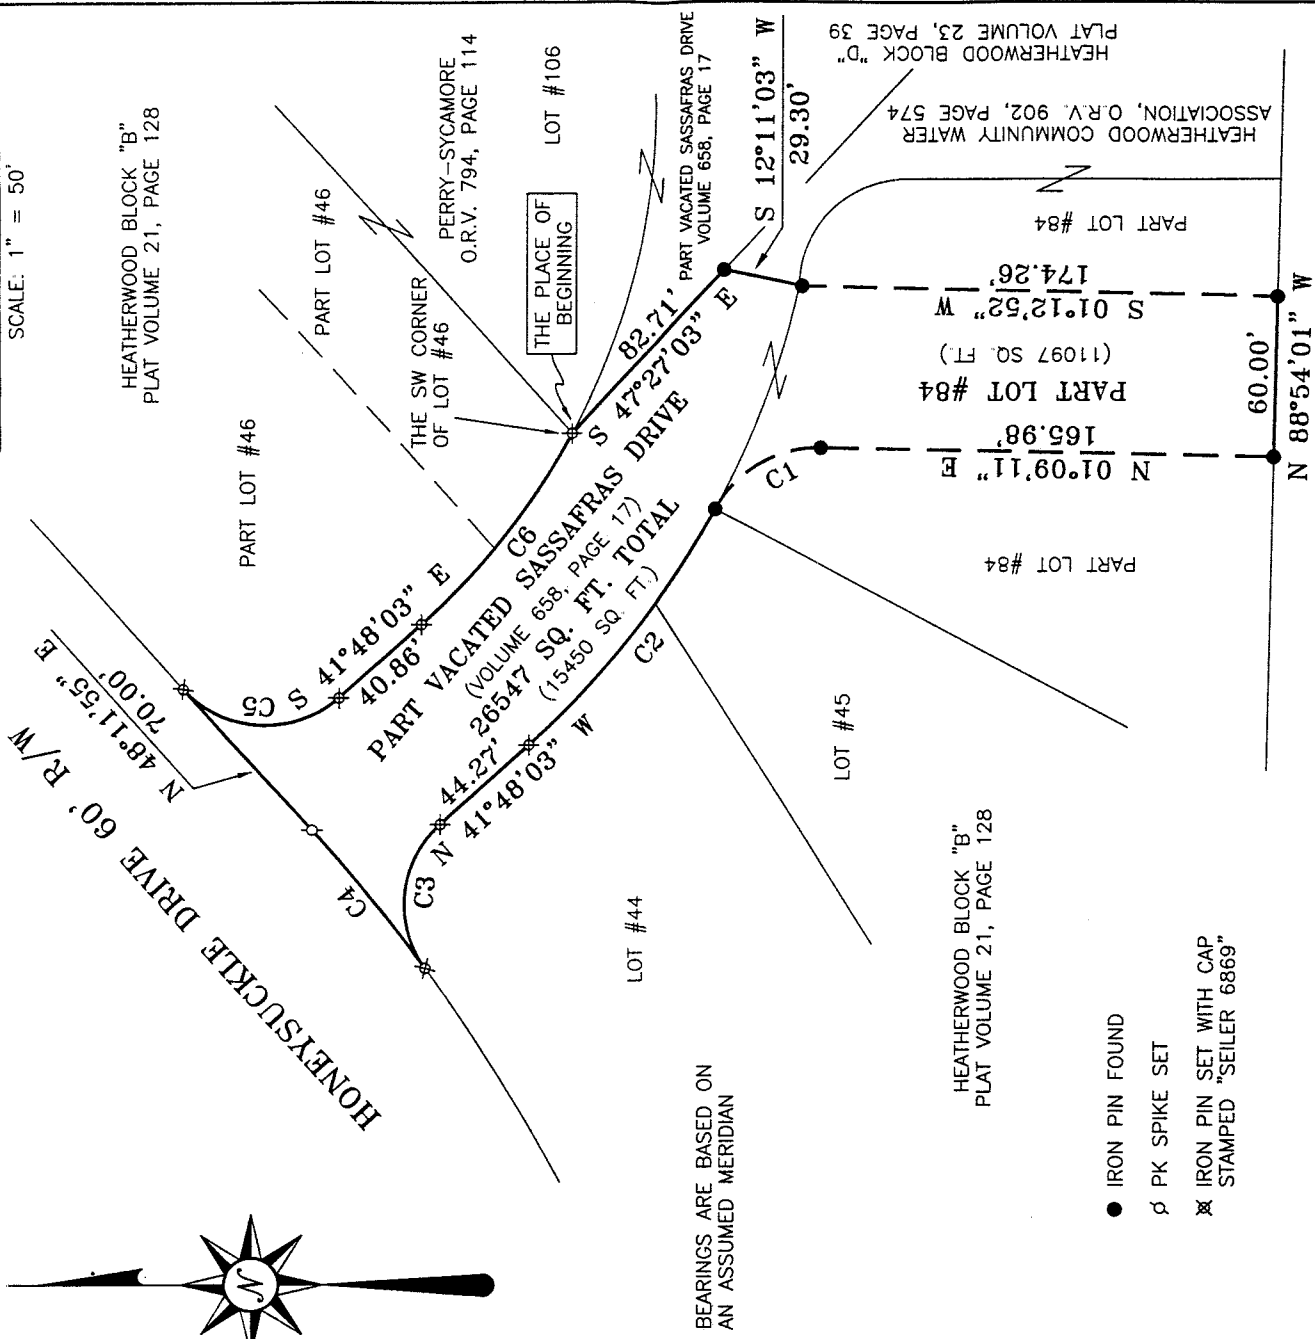 SCALE: 1" = 50'
HEATHERWOOD BLOCK "B"
PLAT VOLUME 21, PAGE 128
PART LOT #46
PART LOT #46
PERRY-SYCAMORE
O.R.V. 794, PAGE 114
LOT #106
THE SW CORNER
OF LOT #46
THE PLACE OF
BEGINNING
PART VACATED SASSAFRAS DRIVE
VOLUME 658, PAGE 17
S 12°11'03" W
29.30'
HEATHERWOOD BLOCK "D"
PLAT VOLUME 23, PAGE 39
HEATHERWOOD COMMUNITY WATER
ASSOCIATION, O.R.V. 902, PAGE 574
PART LOT #84
S 01°12'52" W
174.26'
PART LOT #84
(11097 SQ. FT.)
N 01°09'11" E
165.98'
60.00'
N 88°54'01" W
PART LOT #84
82.71'
S 47°27'03" E
C1
C2
C3
C4
C5
C6
S 41°48'03" E
40.86'
N 48°11'55" E
70.00'
HONEYSUCKLE DRIVE 60' R/W
PART VACATED SASSAFRAS DRIVE
(VOLUME 658, PAGE 17)
26547 SQ. FT. TOTAL
(15450 SQ. FT.)
44.27'
N 41°48'03" W
LOT #45
LOT #44
HEATHERWOOD BLOCK "B"
PLAT VOLUME 21, PAGE 128
BEARINGS ARE BASED ON
AN ASSUMED MERIDIAN
IRON PIN FOUND
PK SPIKE SET
IRON PIN SET WITH CAP
STAMPED "SEILER 6869"
N